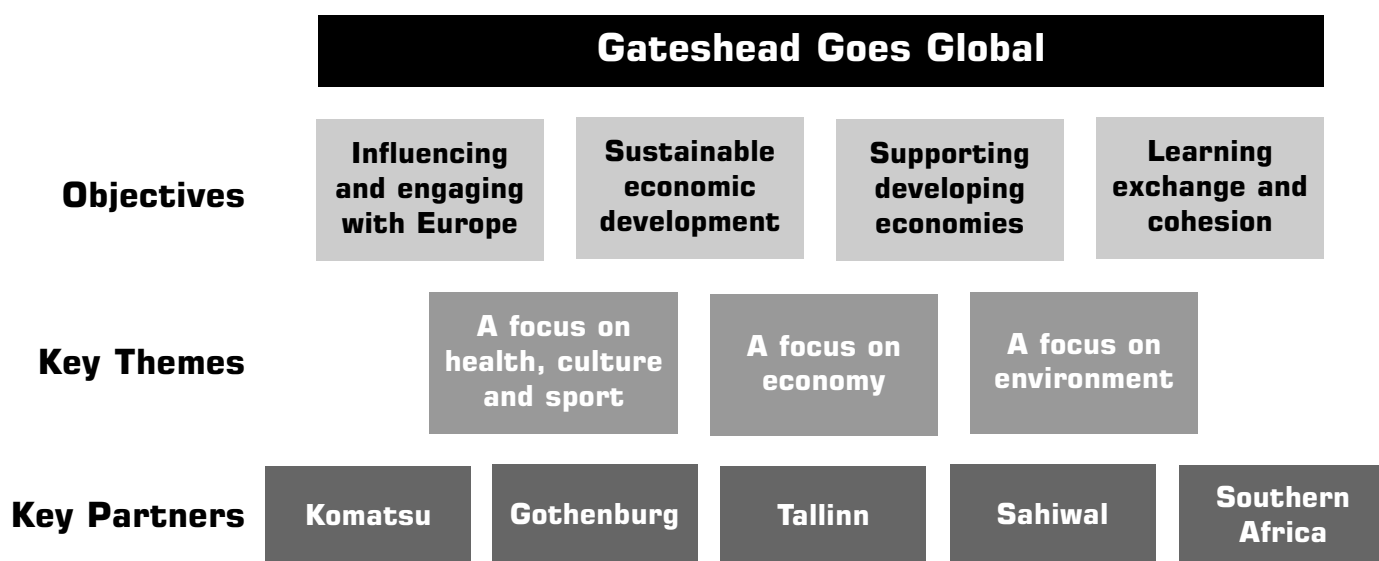 Gateshead Goes Global
Objectives
Influencing
and engaging
with Europe
Sustainable
economic
development
Supporting
developing
economies
Learning
exchange and
cohesion
Key Themes
A focus on
health, culture
and sport
A focus on
economy
A focus on
environment
Key Partners
Komatsu
Gothenburg
Tallinn
Sahiwal
Southern
Africa